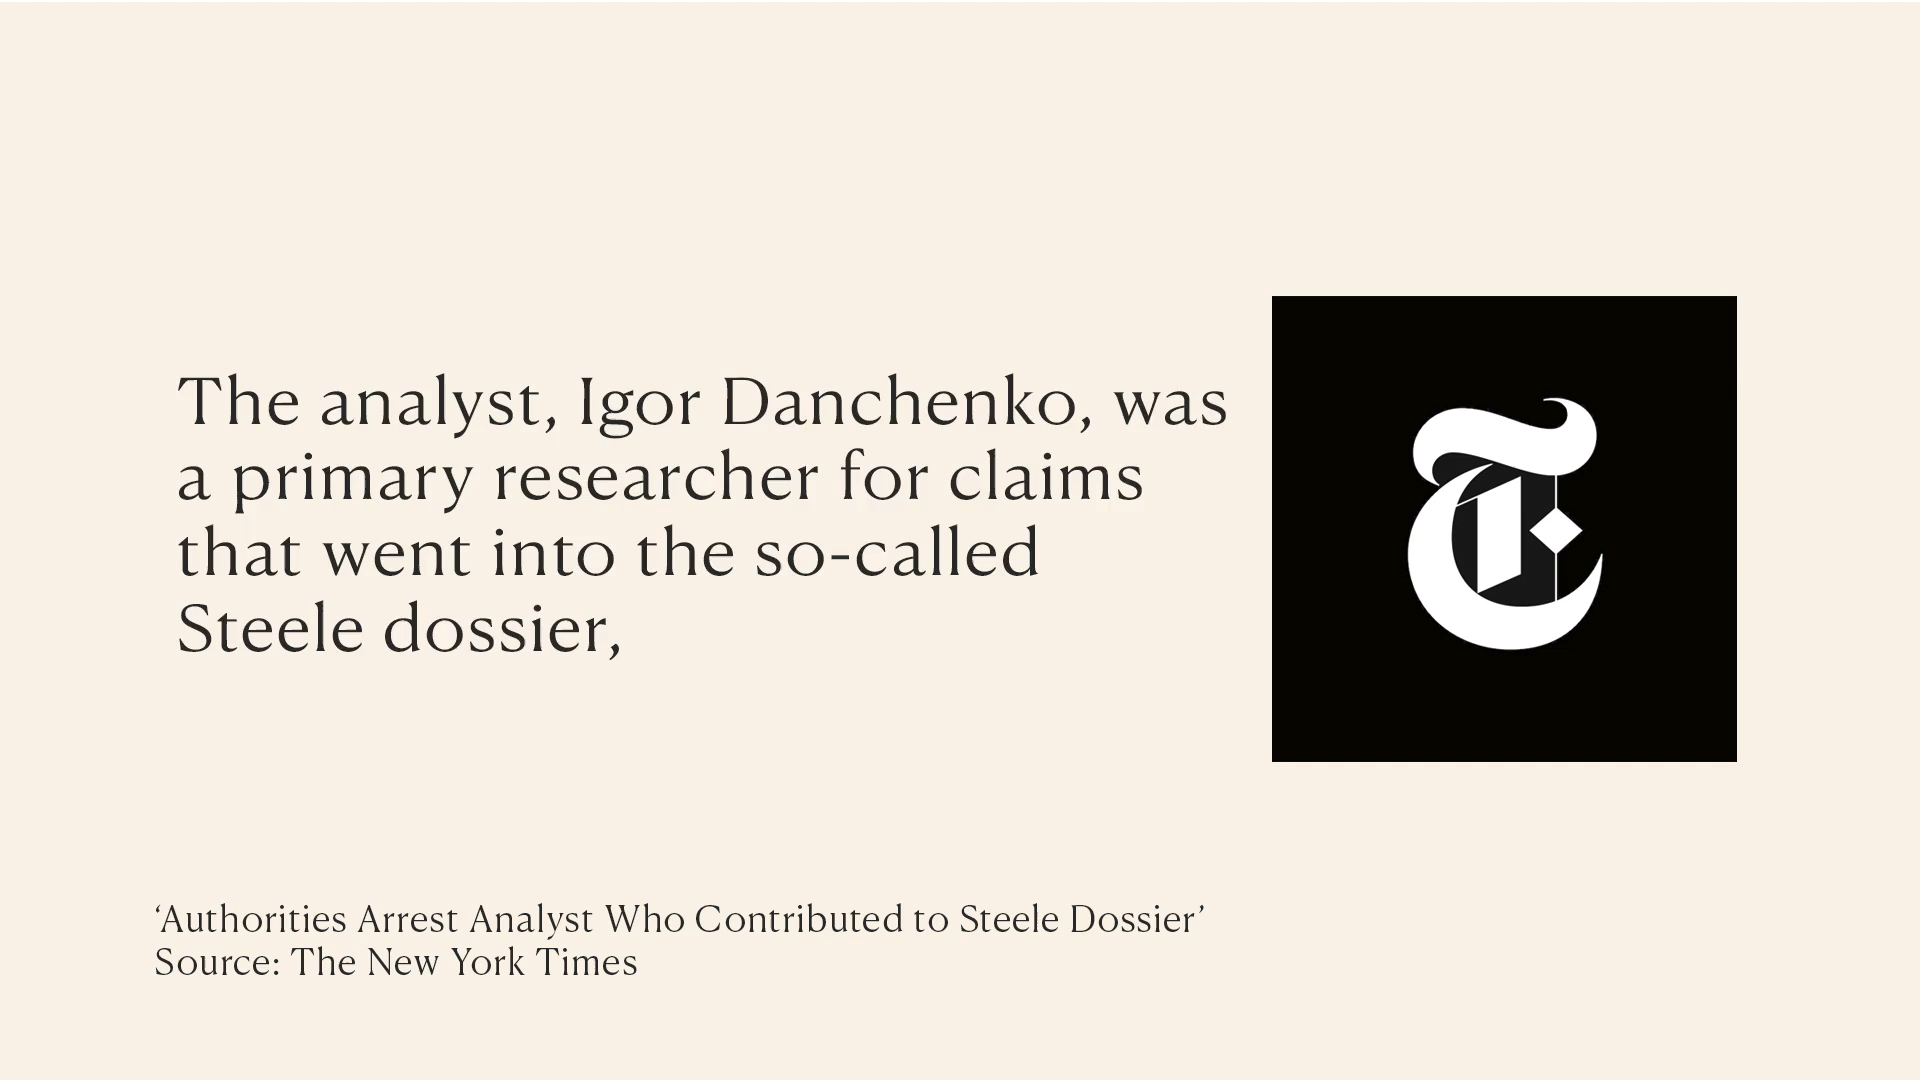 The analyst, Igor Danchenko, was
a primary researcher for claims
that went into the so-called
Steele dossier,
T
‘Authorities Arrest Analyst Who Contributed to Steele Dossier’
Source: The New York Times